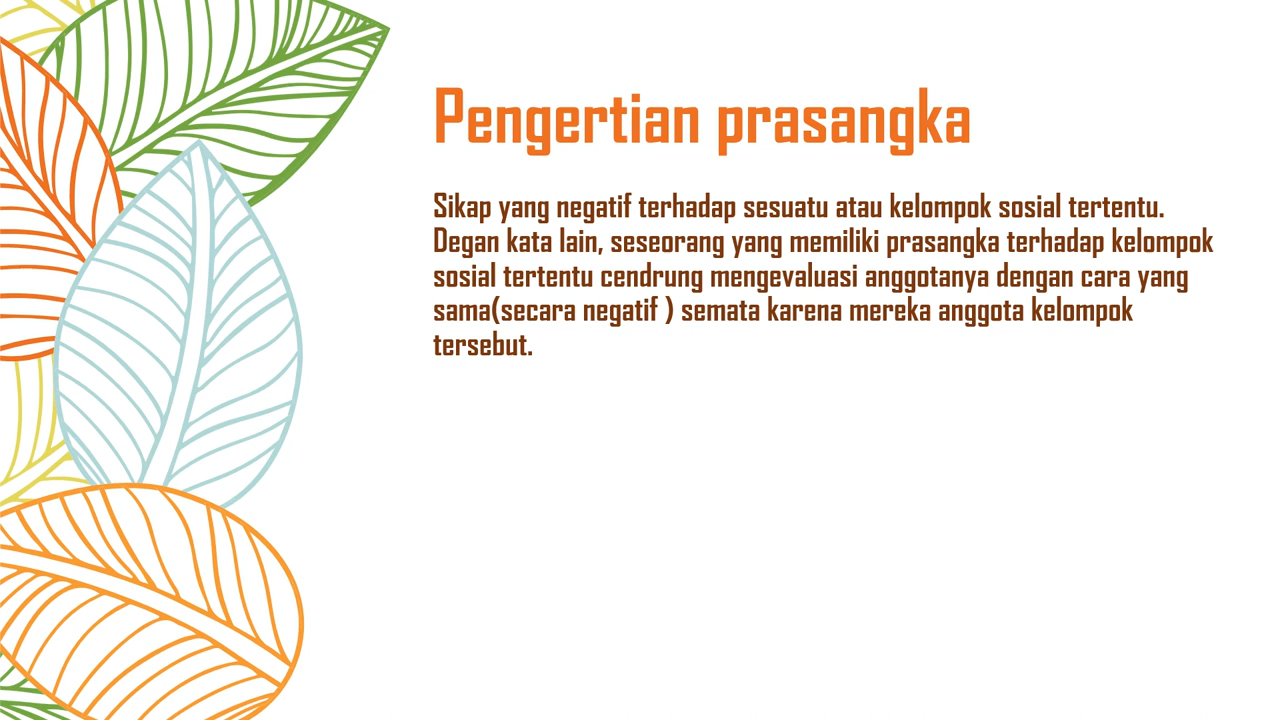 Pengertian prasangka
Sikap yang negatif terhadap sesuatu atau kelompok sosial tertentu.
Degan kata lain, seseorang yang memiliki prasangka terhadap kelompok
sosial tertentu cendrung mengevaluasi anggotanya dengan cara yang
sama(secara negatif ) semata karena mereka anggota kelompok
tersebut.